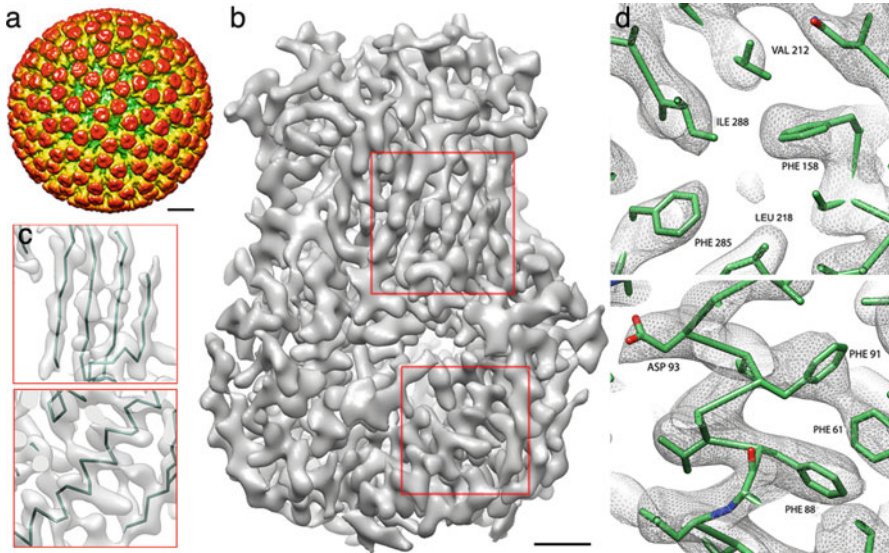 a
b
c
d
VAL 212
ILE 288
PHE 158
LEU 218
PHE 285
ASP 93
PHE 91
PHE 61
PHE 88